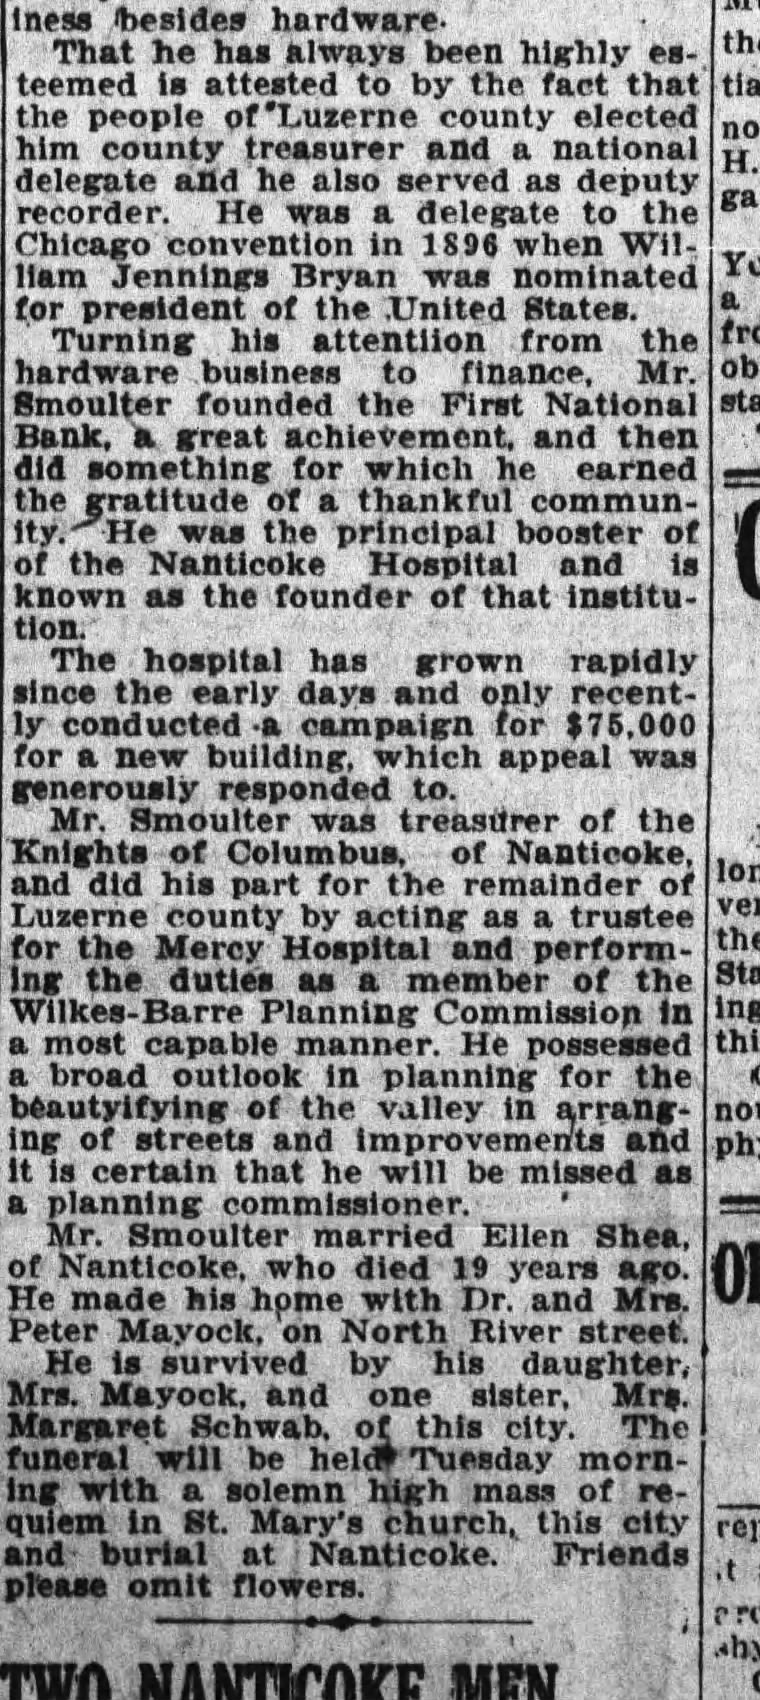 iness besides hardware.
That he has always been highly es-
teemed is attested to by the fact that
the people of Luzerne county elected
him county treasurer and a national
delegate and he also served as deputy
recorder. He was a delegate to the
Chicago convention in 1896 when Wil-
liam Jennings Bryan was nominated
for president of the United States.
Turning his attentiion from the
hardware business to finance, Mr.
Smoulter founded the First National
Bank, a great achievement, and then
did something for which he earned
the gratitude of a thankful commun-
ity. He was the principal booster of
of the Nanticoke Hospital and is
known as the founder of that institu-
tion.
The hospital has grown rapidly
since the early days and only recent-
ly conducted a campaign for $75,000
for a new building, which appeal was
generously responded to.
Mr. Smoulter was treasurer of the
Knights of Columbus, of Nanticoke,
and did his part for the remainder of
Luzerne county by acting as a trustee
for the Mercy Hospital and perform-
ing the duties as a member of the
Wilkes-Barre Planning Commission in
a most capable manner. He possessed
a broad outlook in planning for the
beautyifying of the valley in arrang-
ing of streets and improvements and
it is certain that he will be missed as
a planning commissioner.
Mr. Smoulter married Ellen Shea,
of Nanticoke, who died 19 years ago.
He made his home with Dr. and Mrs.
Peter Mayock, on North River street.
He is survived by his daughter,
Mrs. Mayock, and one sister, Mrs.
Margaret Schwab, of this city. The
funeral will be held Tuesday morn-
ing with a solemn high mass of re-
quiem in St. Mary's church, this city
and burial at Nanticoke. Friends
please omit flowers.
TWO NANTICOKE MEN